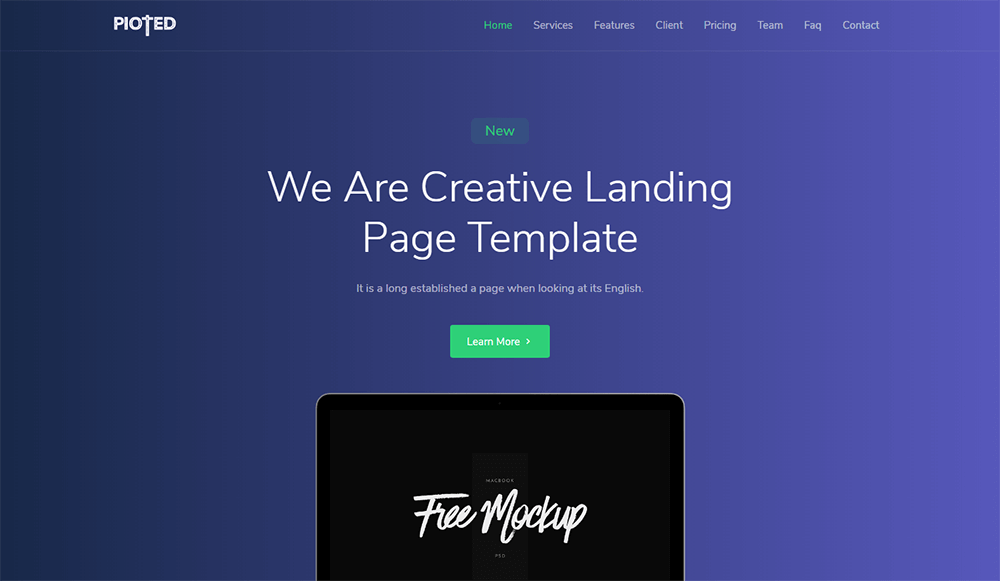 PIOTED
Home Services Features Client Pricing Team Faq Contact
New
We Are Creative Landing
Page Template
It is a long established a page when looking at its English.
Learn More ›
MACBOOK
Free Mockup
PSD